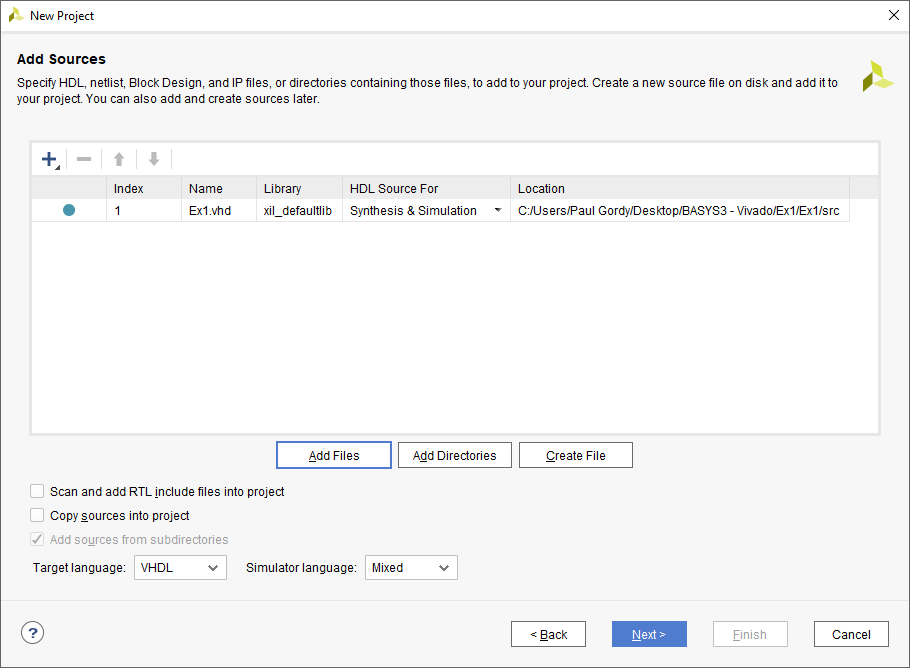 New Project
Add Sources
Specify HDL, netlist, Block Design, and IP files, or directories containing those files, to add to your project. Create a new source file on disk and add it to
your project. You can also add and create sources later.
Index Name Library HDL Source For Location
1 Ex1.vhd xil_defaultlib Synthesis & Simulation C:/Users/Paul Gordy/Desktop/BASYS3 - Vivado/Ex1/Ex1/src
Add Files Add Directories Create File
Scan and add RTL include files into project
Copy sources into project
Add sources from subdirectories
Target language: VHDL Simulator language: Mixed
? < Back Next > Finish Cancel